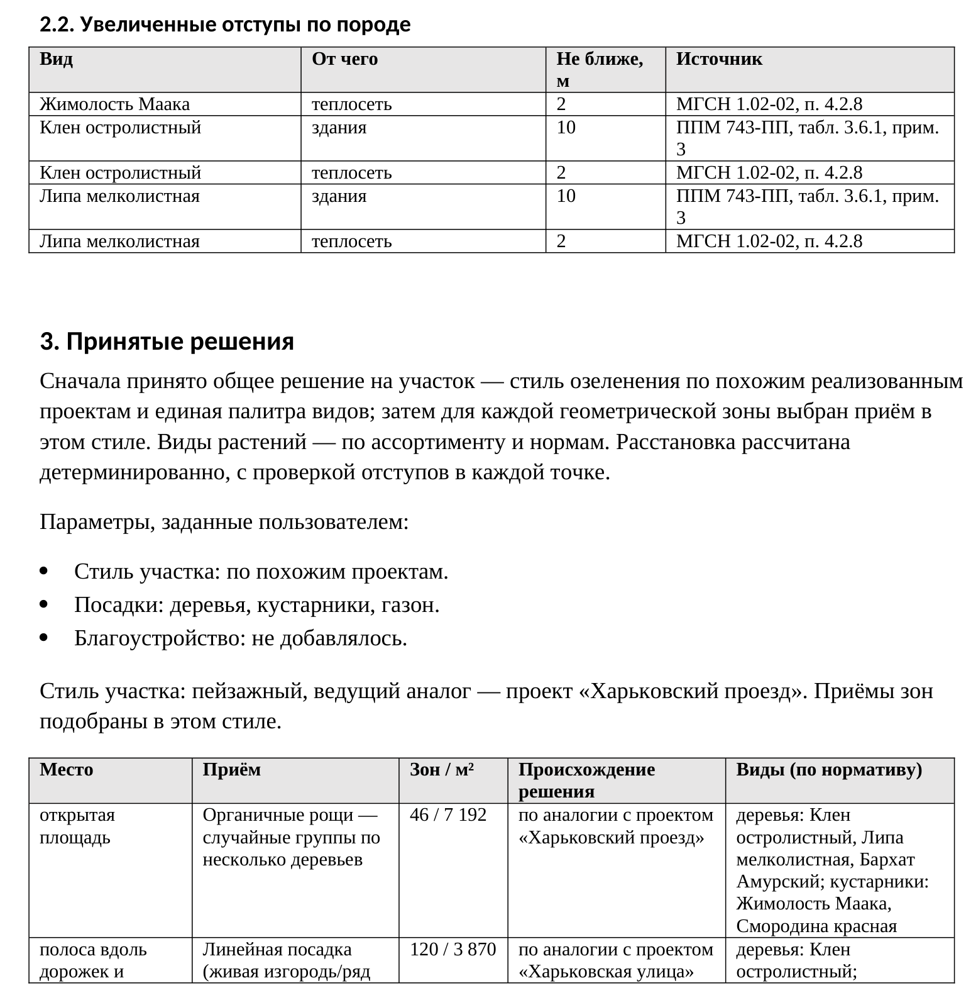 2.2. Увеличенные отступы по породе
Вид От чего Не ближе, м Источник
Жимолость Маака теплосеть 2 МГСН 1.02-02, п. 4.2.8
Клен остролистный здания 10 ППМ 743-ПП, табл. 3.6.1, прим. 3
Клен остролистный теплосеть 2 МГСН 1.02-02, п. 4.2.8
Липа мелколистная здания 10 ППМ 743-ПП, табл. 3.6.1, прим. 3
Липа мелколистная теплосеть 2 МГСН 1.02-02, п. 4.2.8
3. Принятые решения
Сначала принято общее решение на участок — стиль озеленения по похожим реализованным
проектам и единая палитра видов; затем для каждой геометрической зоны выбран приём в
этом стиле. Виды растений — по ассортименту и нормам. Расстановка рассчитана
детерминированно, с проверкой отступов в каждой точке.
Параметры, заданные пользователем:
• Стиль участка: по похожим проектам.
• Посадки: деревья, кустарники, газон.
• Благоустройство: не добавлялось.
Стиль участка: пейзажный, ведущий аналог — проект «Харьковский проезд». Приёмы зон
подобраны в этом стиле.
Место Приём Зон / м² Происхождение решения Виды (по нормативу)
открытая площадь
Органичные рощи —
случайные группы по
несколько деревьев
46 / 7 192
по аналогии с проектом
«Харьковский проезд»
деревья: Клен
остролистный, Липа
мелколистная, Бархат
Амурский; кустарники:
Жимолость Маака,
Смородина красная
полоса вдоль
дорожек и
Линейная посадка
(живая изгородь/ряд
120 / 3 870
по аналогии с проектом
«Харьковская улица»
деревья: Клен
остролистный;